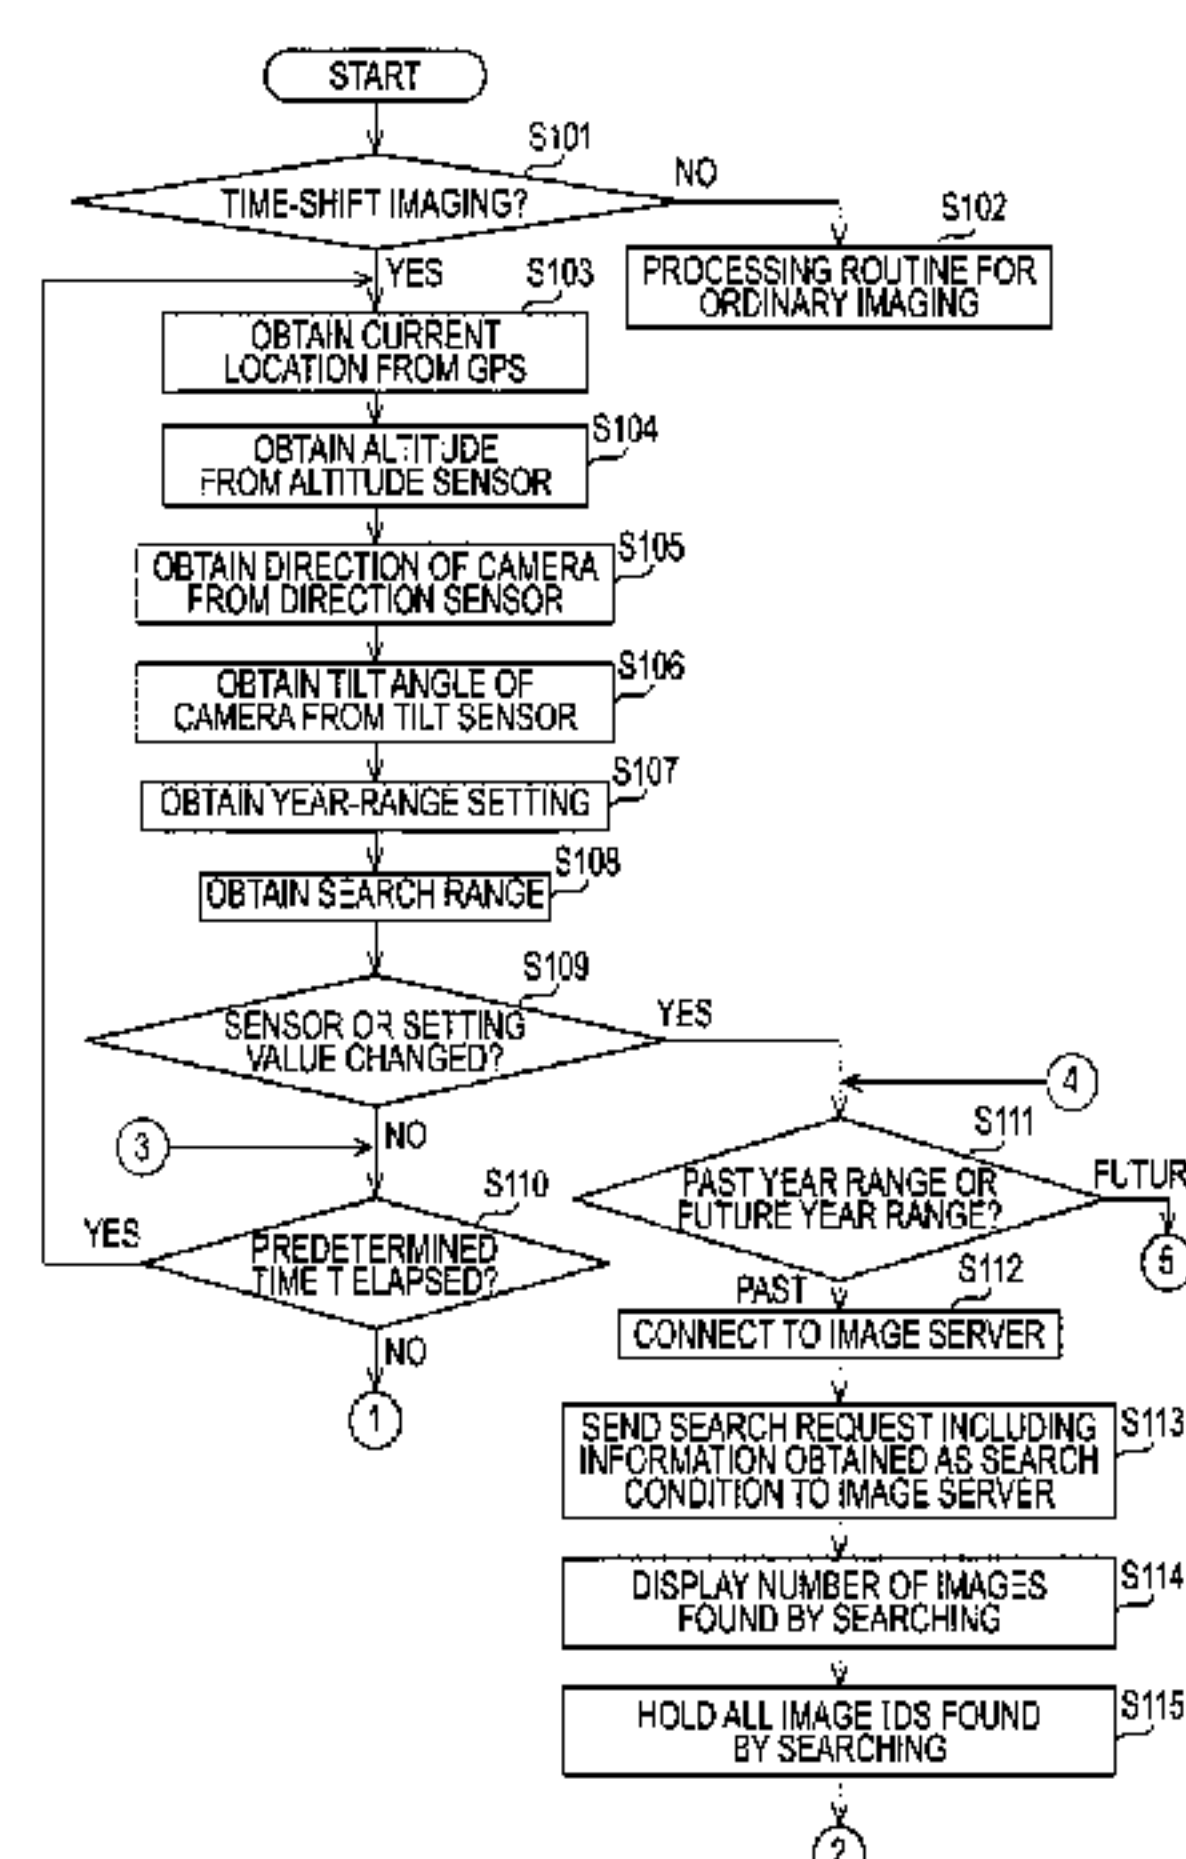 START
S101
TIME-SHIFT IMAGING?
NO
S102
PROCESSING ROUTINE FOR
ORDINARY IMAGING
YES
S103
OBTAIN CURRENT
LOCATION FROM GPS
S104
OBTAIN ALTITUDE
FROM ALTITUDE SENSOR
S105
OBTAIN DIRECTION OF CAMERA
FROM DIRECTION SENSOR
S106
OBTAIN TILT ANGLE OF
CAMERA FROM TILT SENSOR
S107
OBTAIN YEAR-RANGE SETTING
S108
OBTAIN SEARCH RANGE
S109
SENSOR OR SETTING
VALUE CHANGED?
YES
4
3
NO
S110
PREDETERMINED
TIME T ELAPSED?
YES
NO
1
S111
PAST YEAR RANGE OR
FUTURE YEAR RANGE?
FUTUR
5
PAST
S112
CONNECT TO IMAGE SERVER
S113
SEND SEARCH REQUEST INCLUDING
INFORMATION OBTAINED AS SEARCH
CONDITION TO IMAGE SERVER
S114
DISPLAY NUMBER OF IMAGES
FOUND BY SEARCHING
S115
HOLD ALL IMAGE IDS FOUND
BY SEARCHING
2